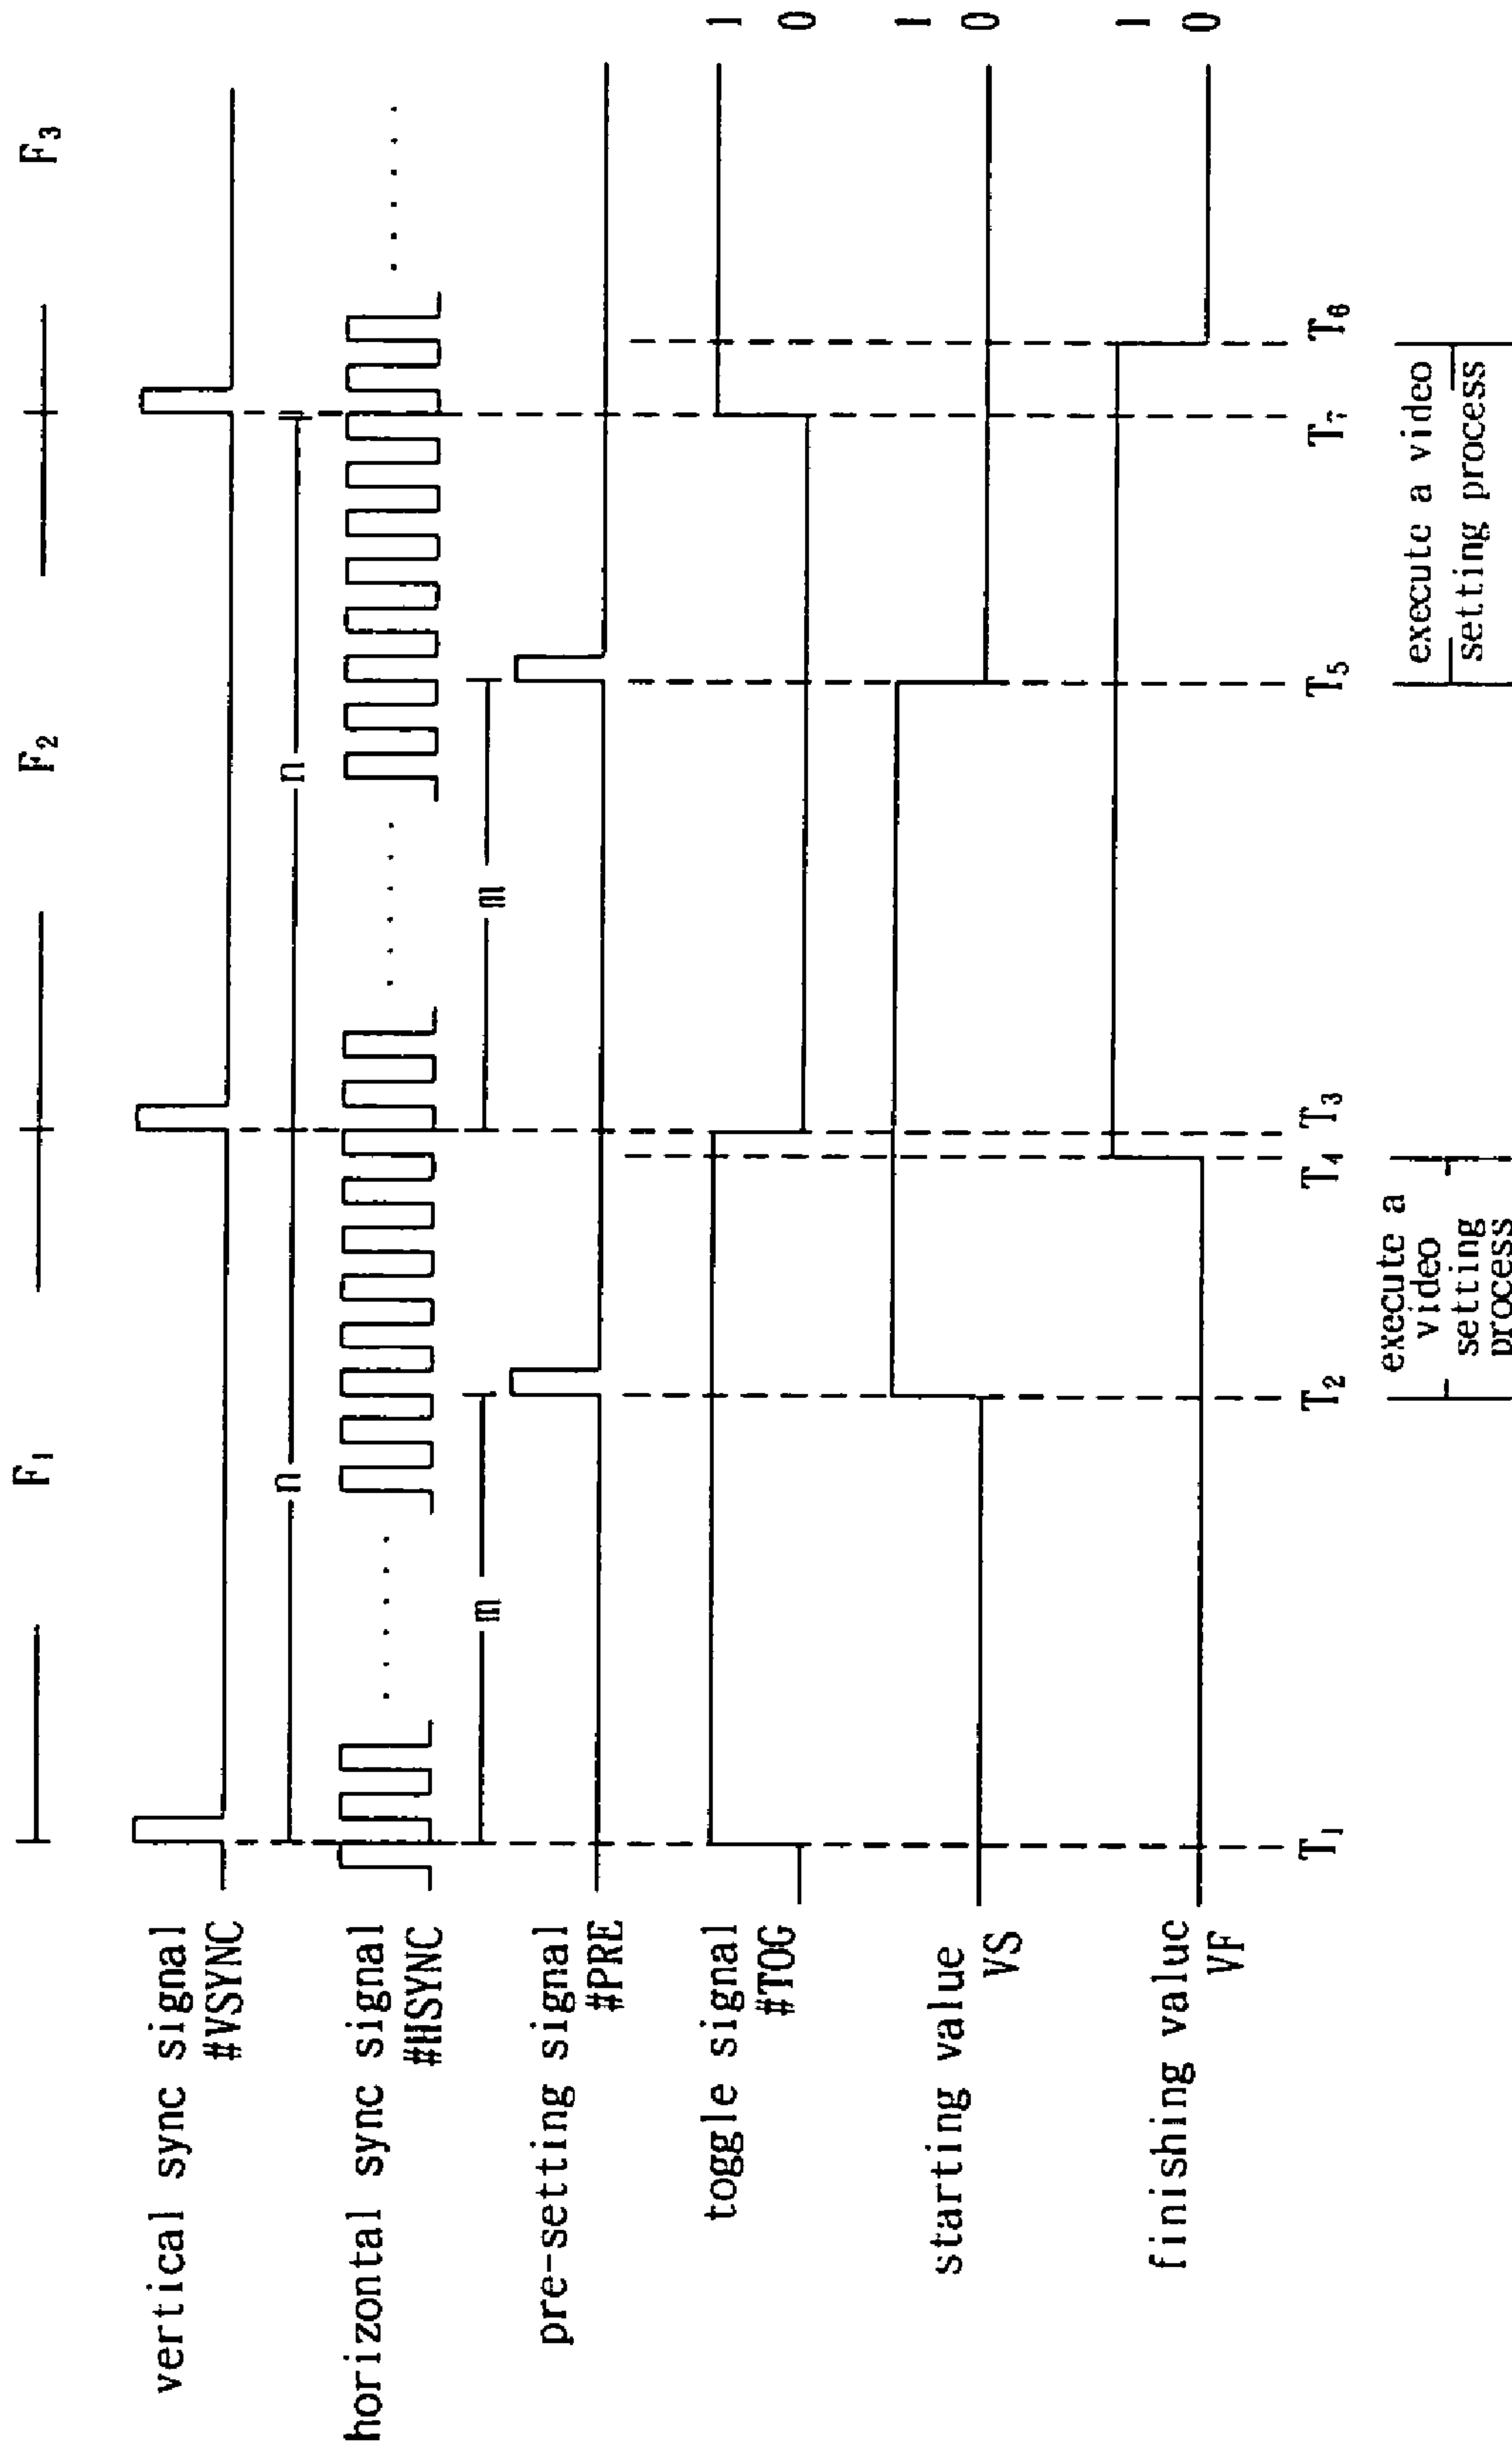 F1 F2 F3
vertical sync signal
#VSYNC
n n
horizontal sync signal
#HSYNC
m m
pre-setting signal
#PRE
toggle signal
#TOG
1
0
starting value
VS
1
0
finishing valuc
VF
1
0
T1 T2 T4 T3 T5 T6
execute a
video
setting
process
execute a video
setting process